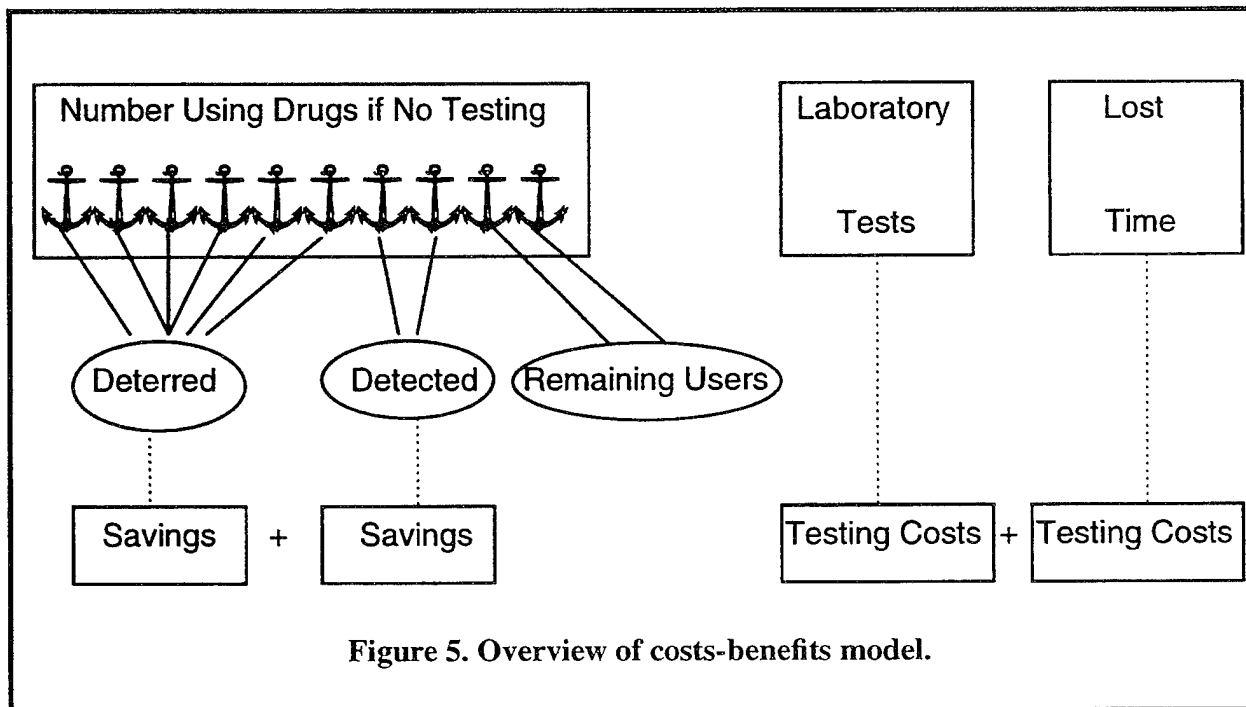 Number Using Drugs if No Testing
Laboratory
Tests
Lost
Time
Deterred
Detected
Remaining Users
Savings
+
Savings
Testing Costs
+
Testing Costs
Figure 5. Overview of costs-benefits model.